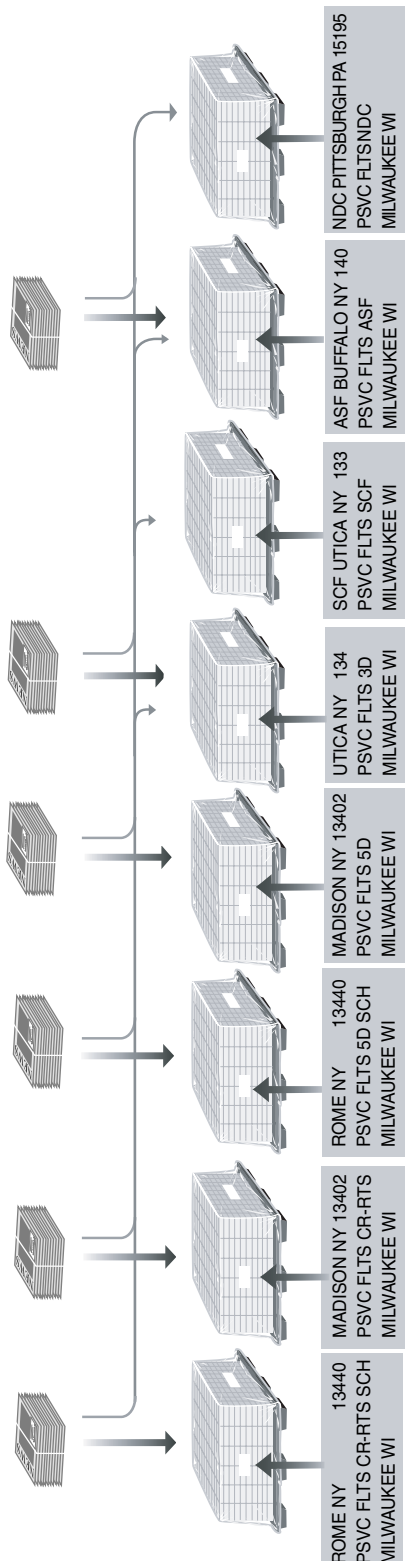 ROME NY 13440
PSVC FLTS CR-RTS SCH
MILWAUKEE WI
MADISON NY 13402
PSVC FLTS CR-RTS
MILWAUKEE WI
ROME NY 13440
PSVC FLTS 5D SCH
MILWAUKEE WI
MADISON NY 13402
PSVC FLTS 5D
MILWAUKEE WI
UTICA NY 134
PSVC FLTS 3D
MILWAUKEE WI
SCF UTICA NY 133
PSVC FLTS SCF
MILWAUKEE WI
ASF BUFFALO NY 140
PSVC FLTS ASF
MILWAUKEE WI
NDC PITTSBURGH PA 15195
PSVC FLTS NDC
MILWAUKEE WI